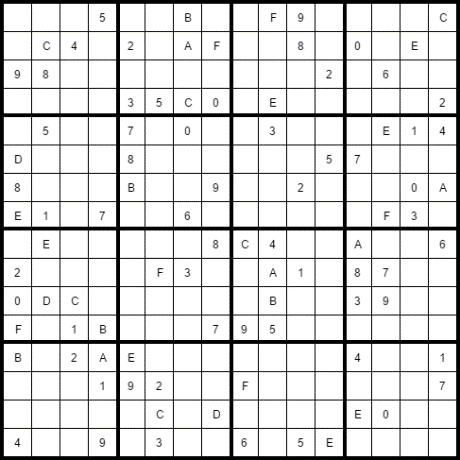 5 B F 9 C
C 4 2 A F 8 0 E
9 8 2 6
3 5 C 0 E 2
5 7 0 3 E 1 4
D 8 5 7
8 B 9 2 0 A
E 1 7 6 F 3
E 8 C 4 A 6
2 F 3 A 1 8 7
0 D C B 3 9
F 1 B 7 9 5
B 2 A E 4 1
1 9 2 F 7
C D E 0
4 9 3 6 5 E